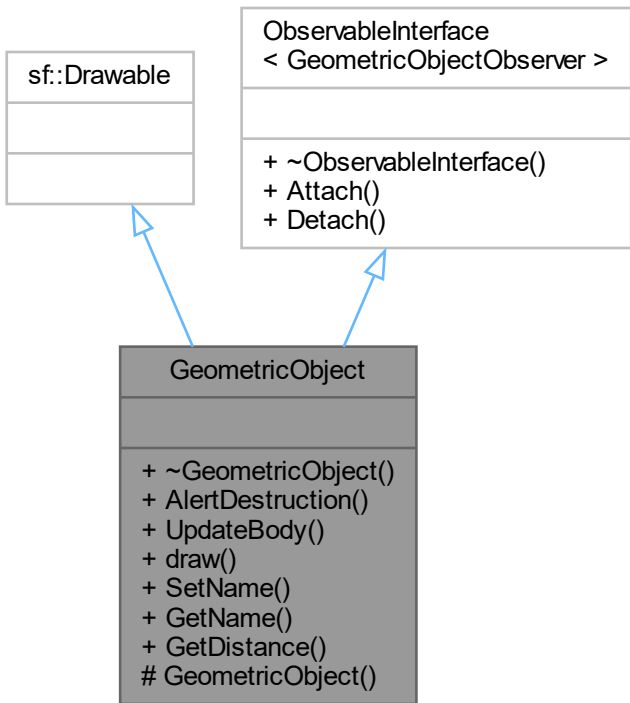 sf::Drawable
ObservableInterface
< GeometricObjectObserver >
+ ~ObservableInterface()
+ Attach()
+ Detach()
GeometricObject
+ ~GeometricObject()
+ AlertDestruction()
+ UpdateBody()
+ draw()
+ SetName()
+ GetName()
+ GetDistance()
# GeometricObject()